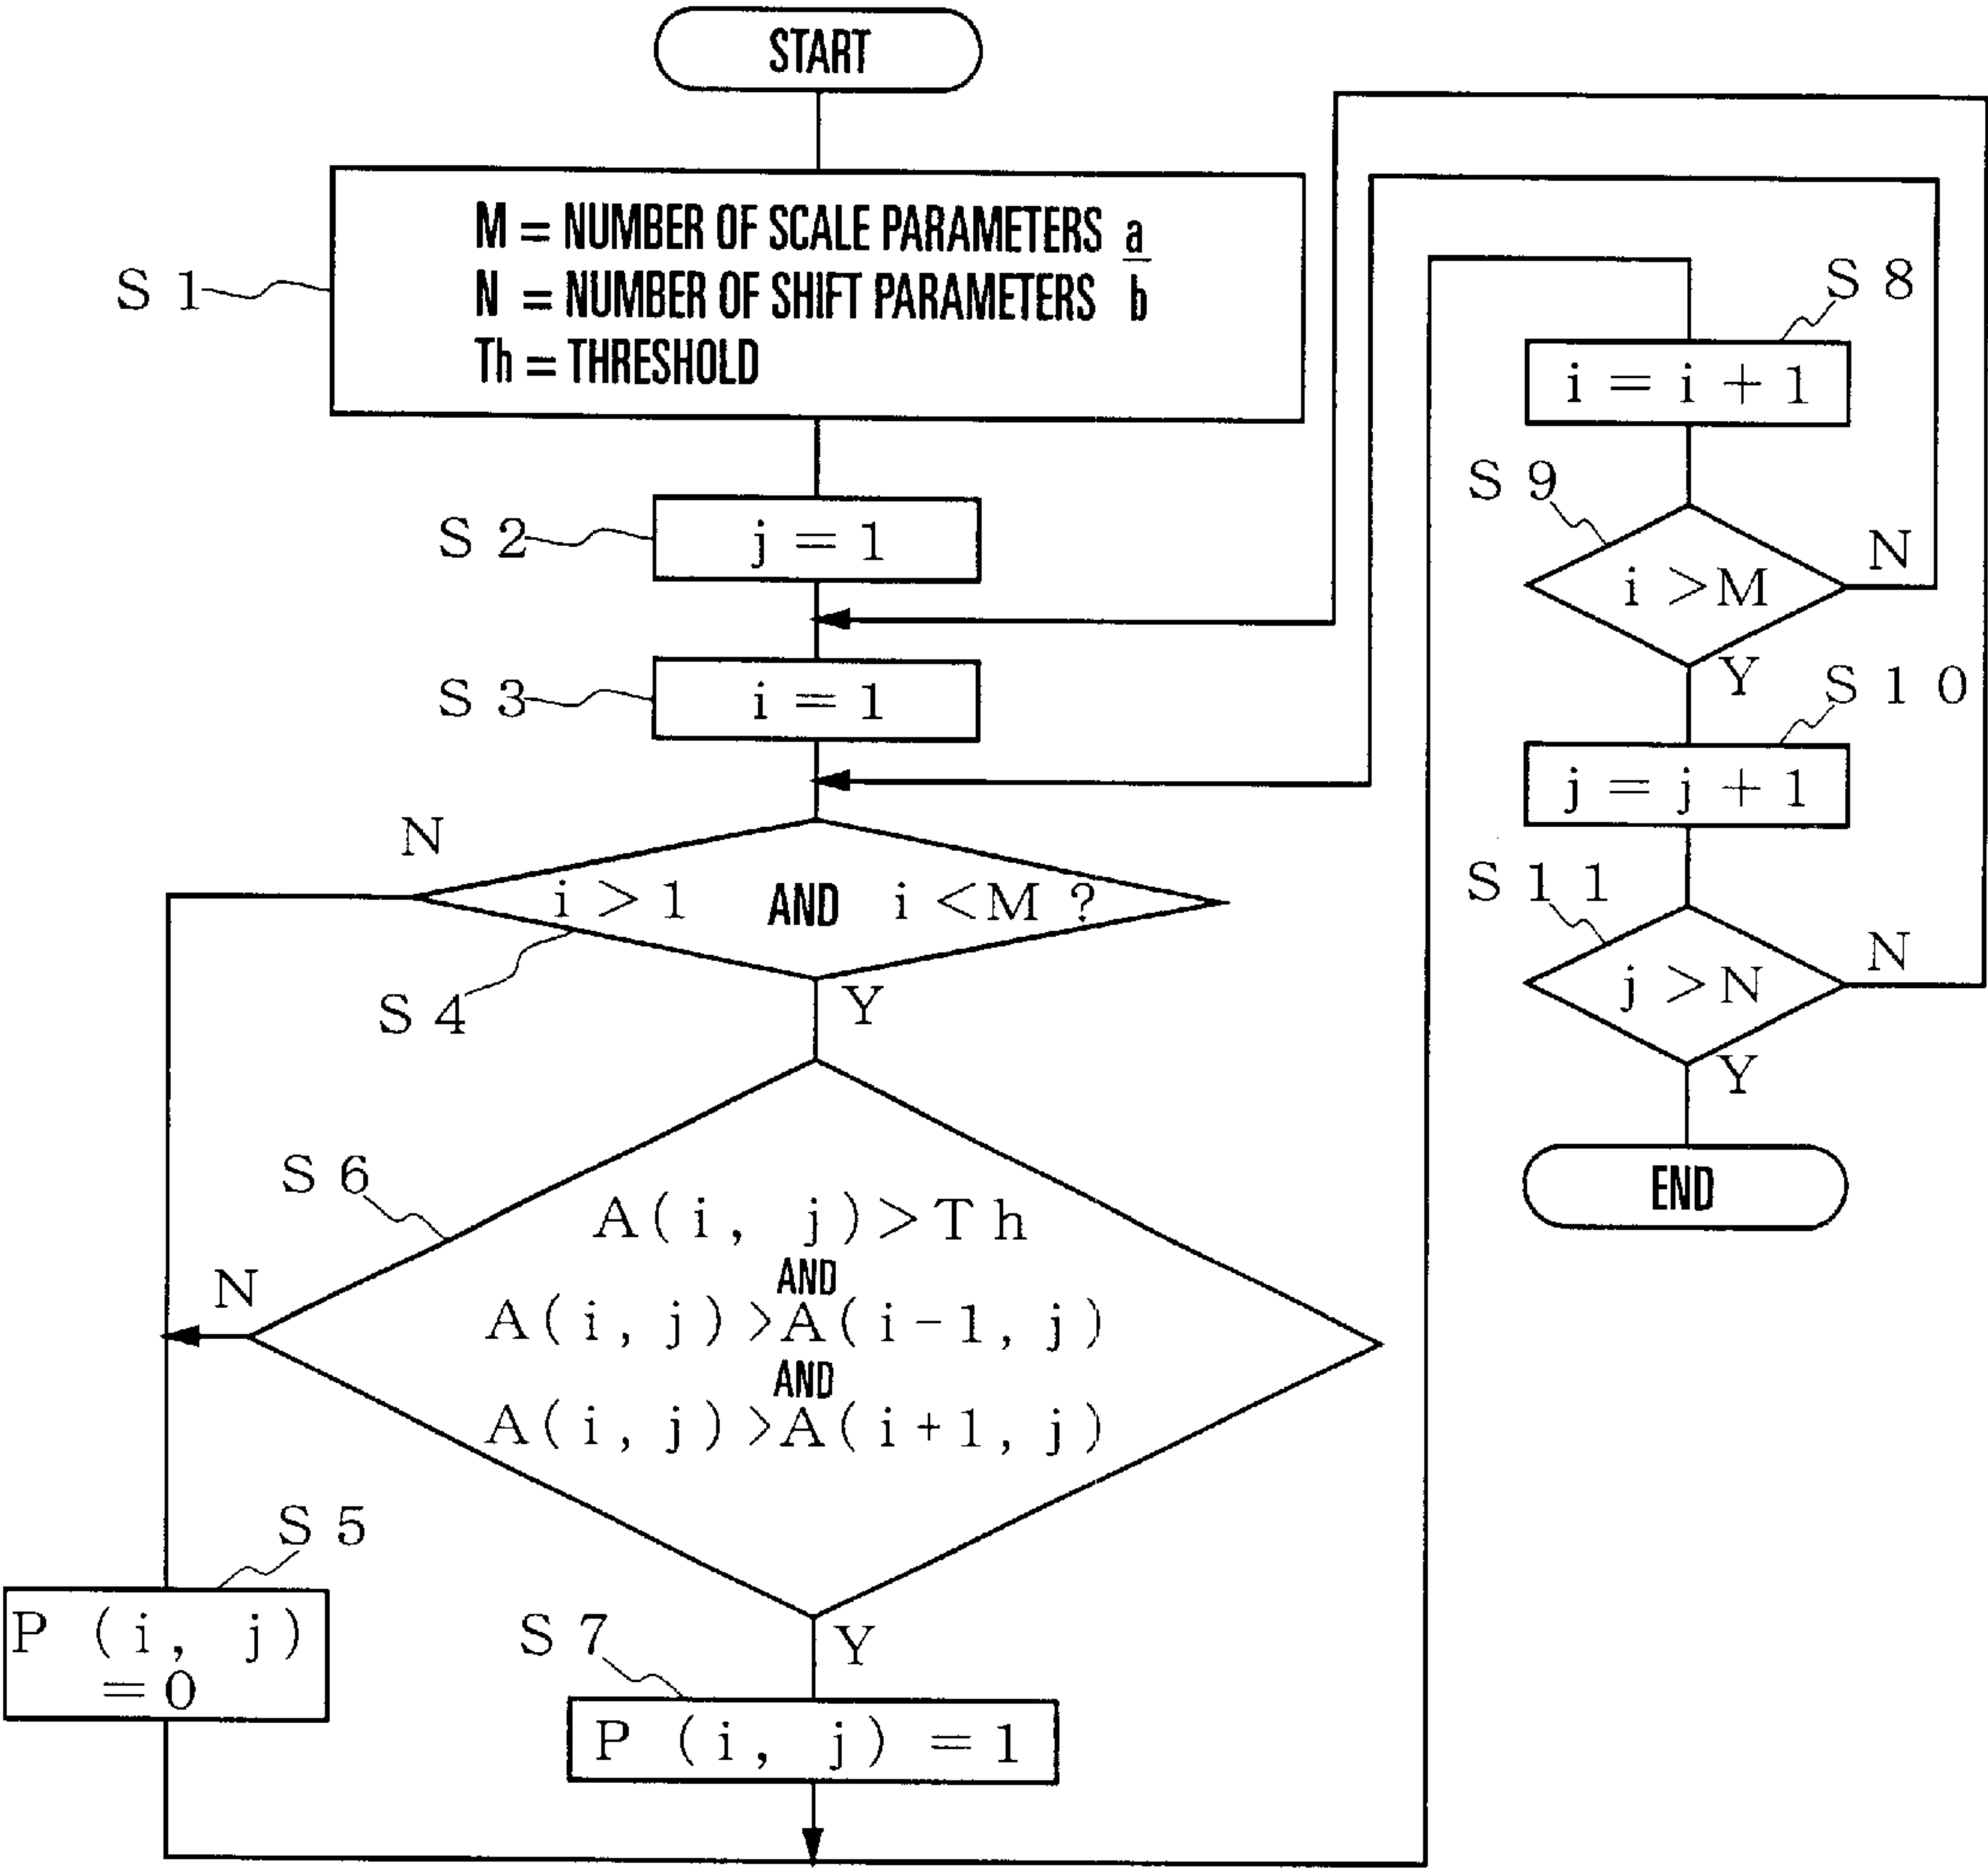 START
M = NUMBER OF SCALE PARAMETERS a
N = NUMBER OF SHIFT PARAMETERS b
Th = THRESHOLD
S 1
S 2
j = 1
S 3
i = 1
N
i > 1 AND i < M ?
S 4
Y
S 6
A ( i , j ) > T h
AND
A ( i , j ) > A ( i - 1 , j )
AND
A ( i , j ) > A ( i + 1 , j )
N
S 5
P ( i , j )
= 0
S 7
Y
P ( i , j ) = 1
S 8
i = i + 1
S 9
N
i > M
Y
S 1 0
j = j + 1
S 1 1
N
j > N
Y
END